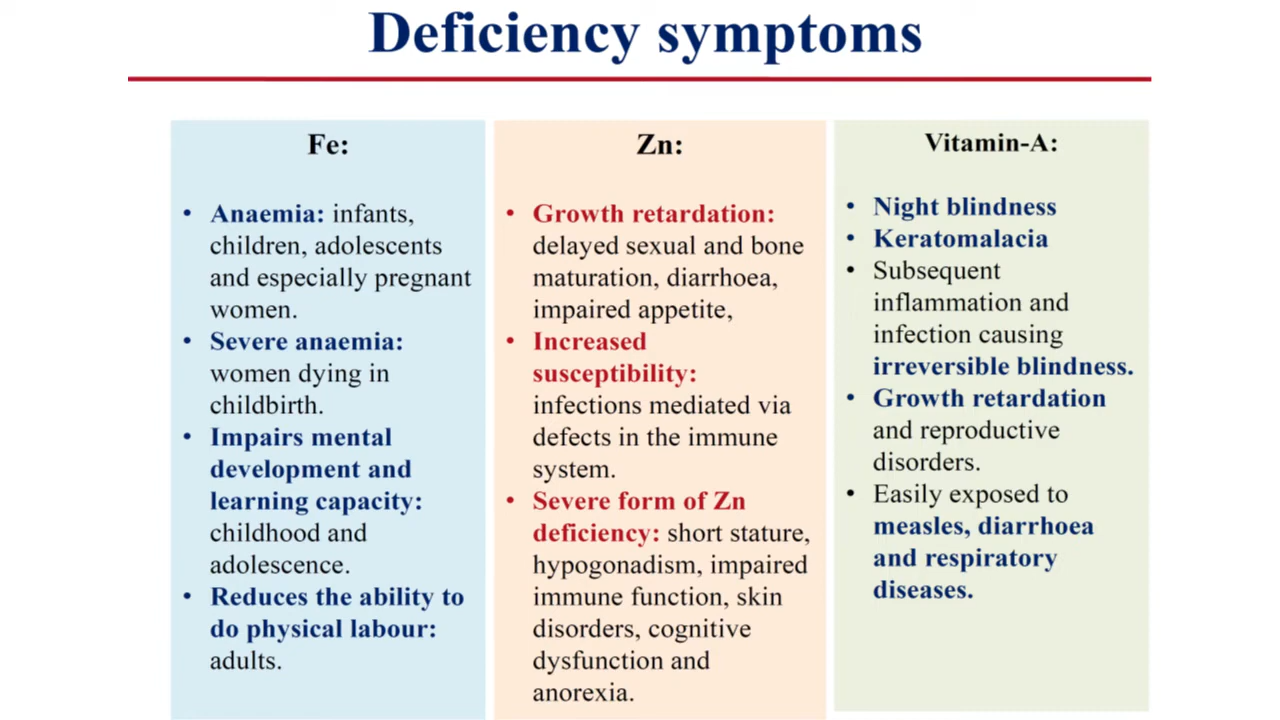 Deficiency symptoms
Fe:
• Anaemia: infants,
children, adolescents
and especially pregnant
women.
• Severe anaemia:
women dying in
childbirth.
• Impairs mental
development and
learning capacity:
childhood and
adolescence.
• Reduces the ability to
do physical labour:
adults.
Zn:
• Growth retardation:
delayed sexual and bone
maturation, diarrhoea,
impaired appetite,
• Increased
susceptibility:
infections mediated via
defects in the immune
system.
• Severe form of Zn
deficiency: short stature,
hypogonadism, impaired
immune function, skin
disorders, cognitive
dysfunction and
anorexia.
Vitamin-A:
• Night blindness
• Keratomalacia
• Subsequent
inflammation and
infection causing
irreversible blindness.
• Growth retardation
and reproductive
disorders.
• Easily exposed to
measles, diarrhoea
and respiratory
diseases.